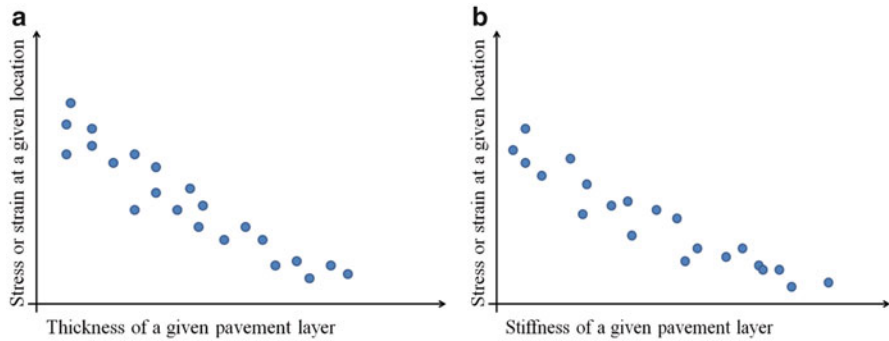 a
Stress or strain at a given location
Thickness of a given pavement layer
b
Stress or strain at a given location
Stiffness of a given pavement layer